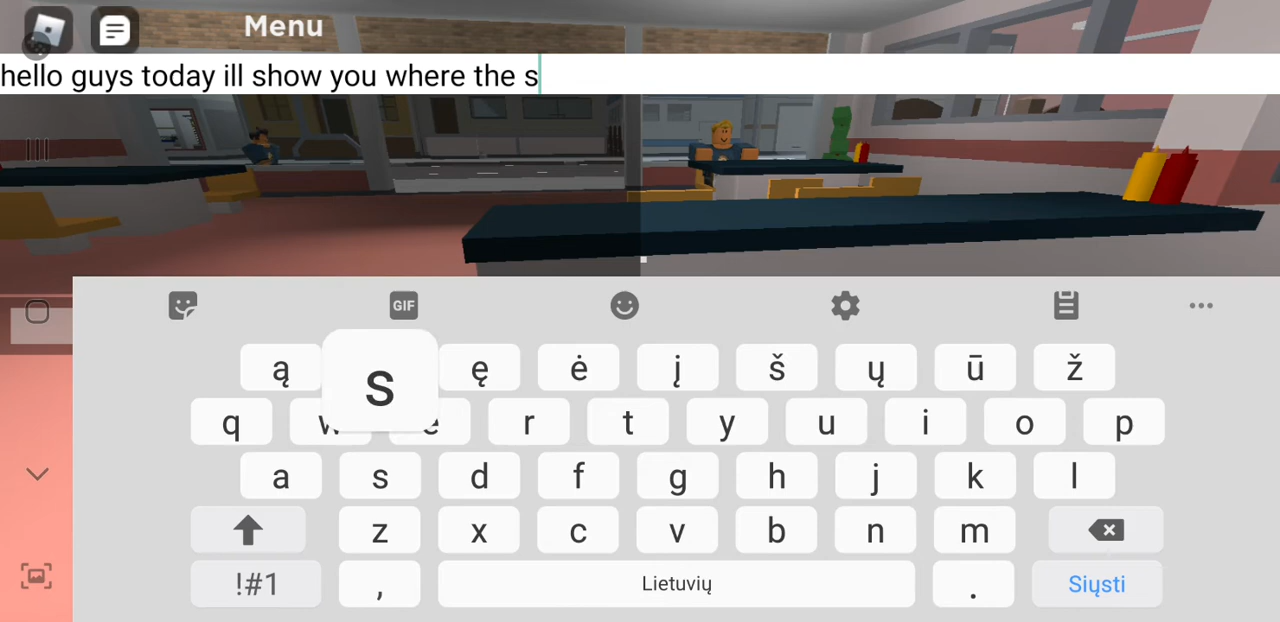 Menu
hello guys today ill show you where the s
GIF
ą s ę ė į š ų ū ž
q w e r t y u i o p
a s d f g h j k l
z x c v b n m
!#1 , Lietuvių . Siųsti